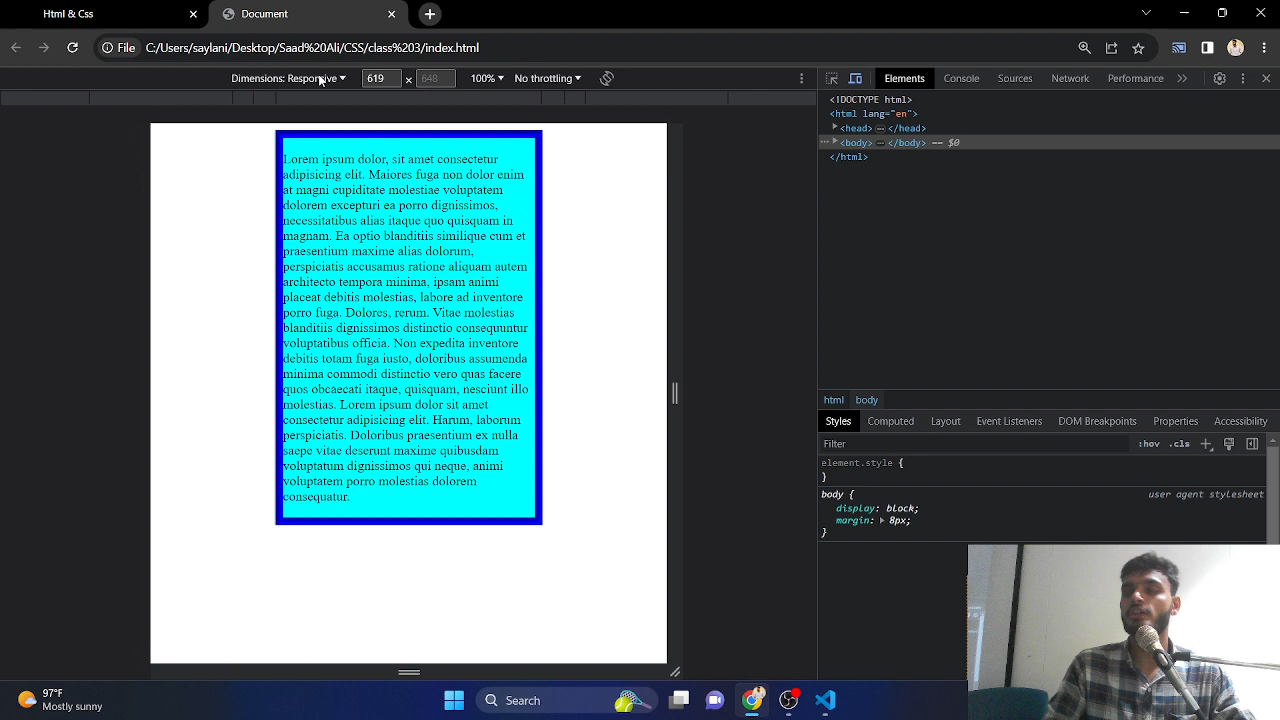 Html & Css
Document
File
C:/Users/saylani/Desktop/Saad%20Ali/CSS/class%203/index.html
Dimensions: Responsive 619 × 648 100% No throttling
Elements Console Sources Network Performance
<!DOCTYPE html>
<html lang="en">
<head> … </head>
… <body> … </body> == $0
</html>
Lorem ipsum dolor, sit amet consectetur
adipisicing elit. Maiores fuga non dolor enim
at magni cupiditate molestiae voluptatem
dolorem excepturi ea porro dignissimos,
necessitatibus alias itaque quo quisquam in
magnam. Ea optio blanditiis similique cum et
praesentium maxime alias dolorum,
perspiciatis accusamus ratione aliquam autem
architecto tempora minima, ipsam animi
placeat debitis molestias, labore ad inventore
porro fuga. Dolores, rerum. Vitae molestias
blanditiis dignissimos distinctio consequuntur
voluptatibus officia. Non expedita inventore
debitis totam fuga iusto, doloribus assumenda
minima commodi distinctio vero quas facere
quos obcaecati itaque, quisquam, nesciunt illo
molestias. Lorem ipsum dolor sit amet
consectetur adipisicing elit. Harum, laborum
perspiciatis. Doloribus praesentium ex nulla
saepe vitae deserunt maxime quibusdam
voluptatum dignissimos qui neque, animi
voluptatem porro molestias dolorem
consequatur.
html body
Styles Computed Layout Event Listeners DOM Breakpoints Properties Accessibility
Filter
:hov .cls
element.style {
}
body {
user agent stylesheet
display: block;
margin: 8px;
}
97°F
Mostly sunny
Search